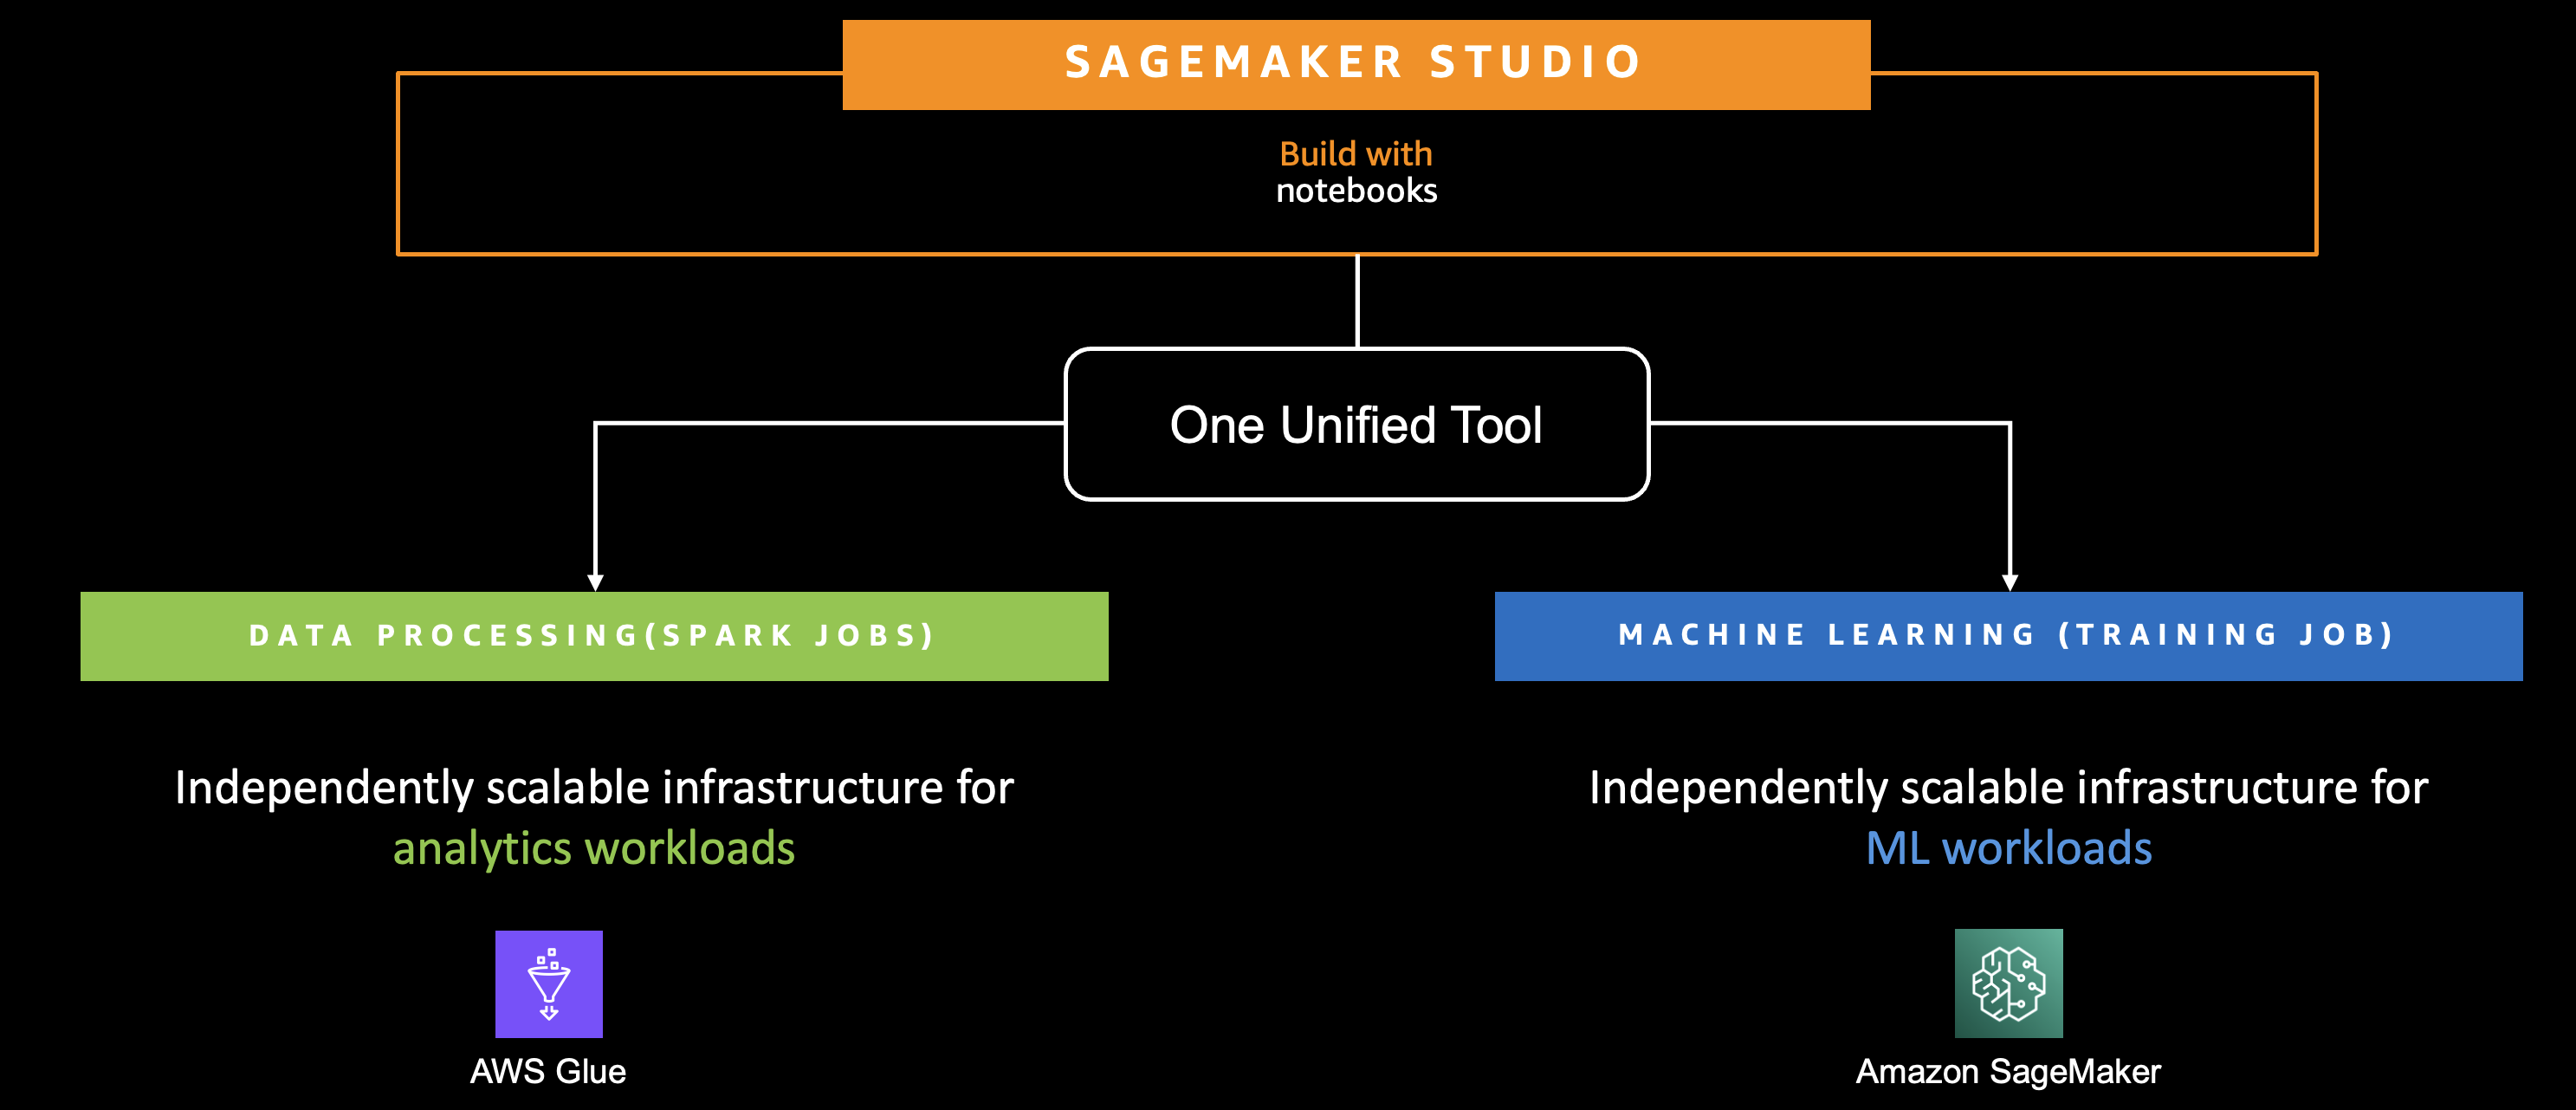 SAGEMAKER STUDIO
Build with
notebooks
One Unified Tool
DATA PROCESSING(SPARK JOBS)
MACHINE LEARNING (TRAINING JOB)
Independently scalable infrastructure for
analytics workloads
Independently scalable infrastructure for
ML workloads
AWS Glue
Amazon SageMaker